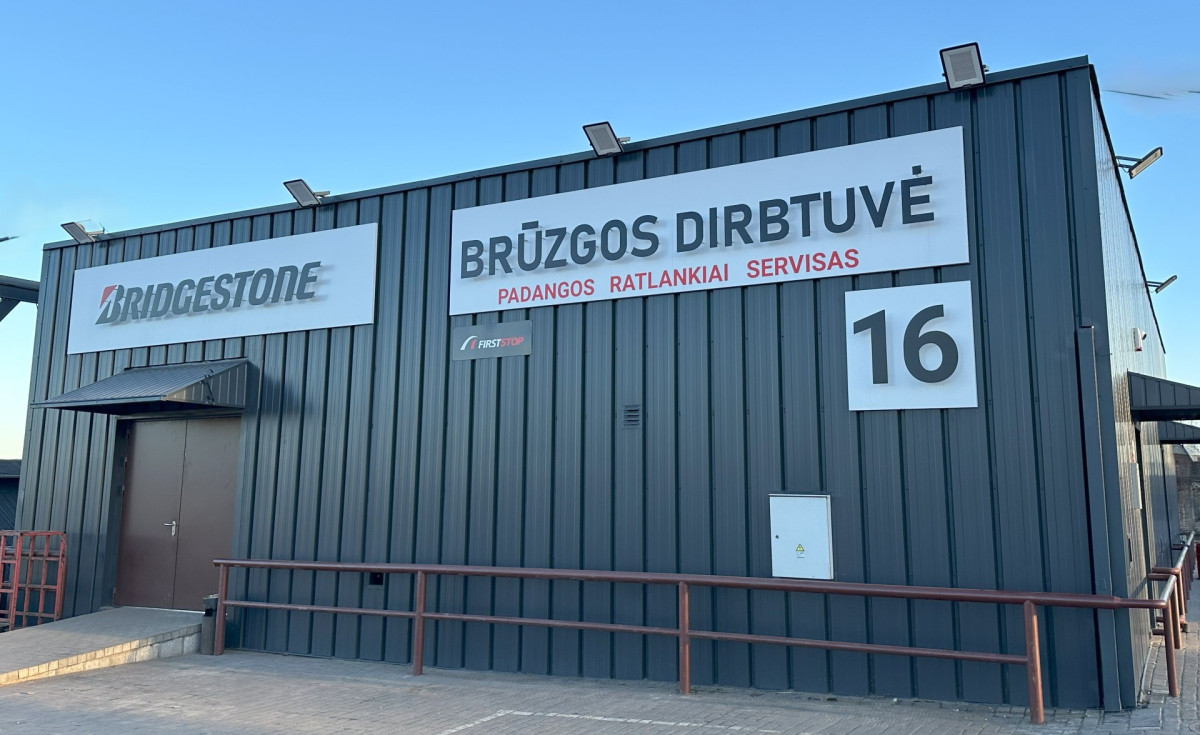 BRIDGESTONE
BRŪZGOS DIRBTUVĖ
PADANGOS RATLANKIAI SERVISAS
FIRSTSTOP
16